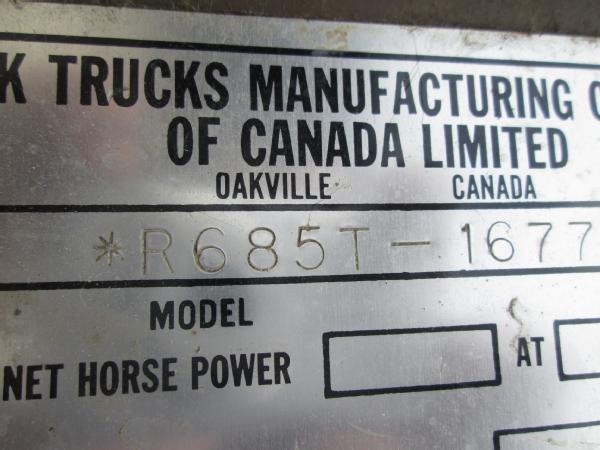 K TRUCKS MANUFACTURING
OF CANADA LIMITED
OAKVILLE CANADA
*R685T-1677
MODEL
NET HORSE POWER AT